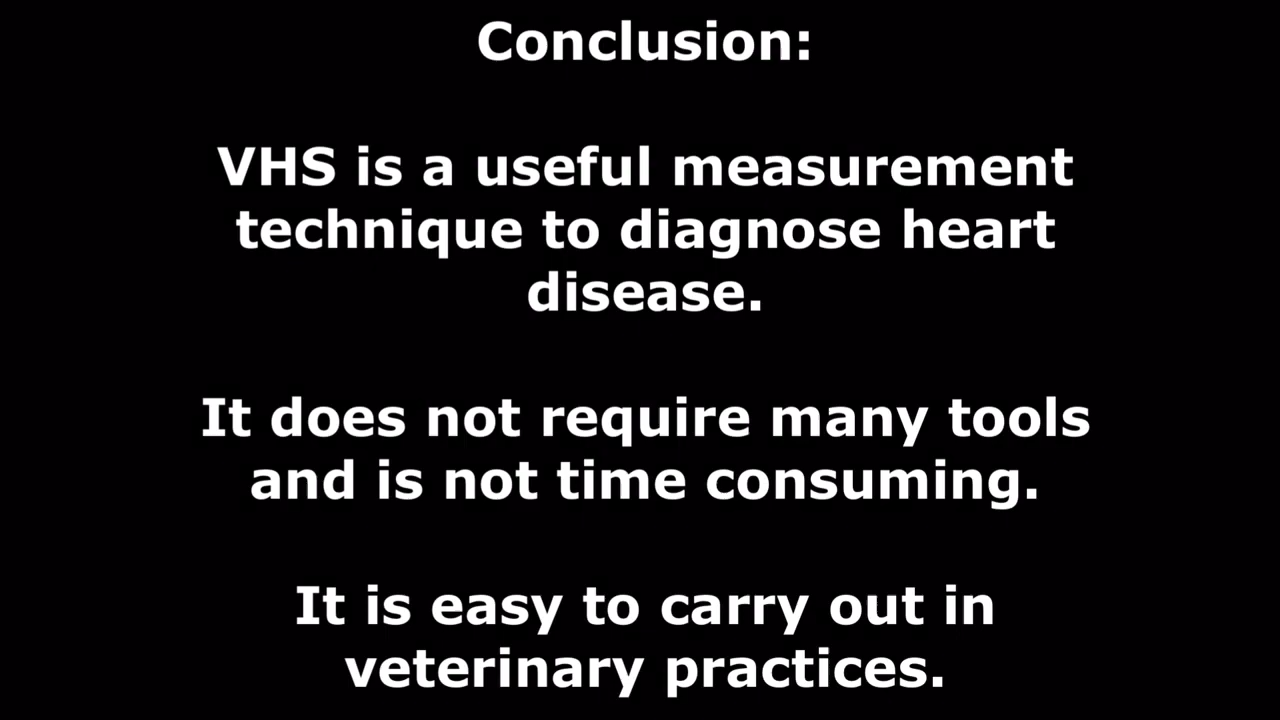 Conclusion:
VHS is a useful measurement
technique to diagnose heart
disease.
It does not require many tools
and is not time consuming.
It is easy to carry out in
veterinary practices.